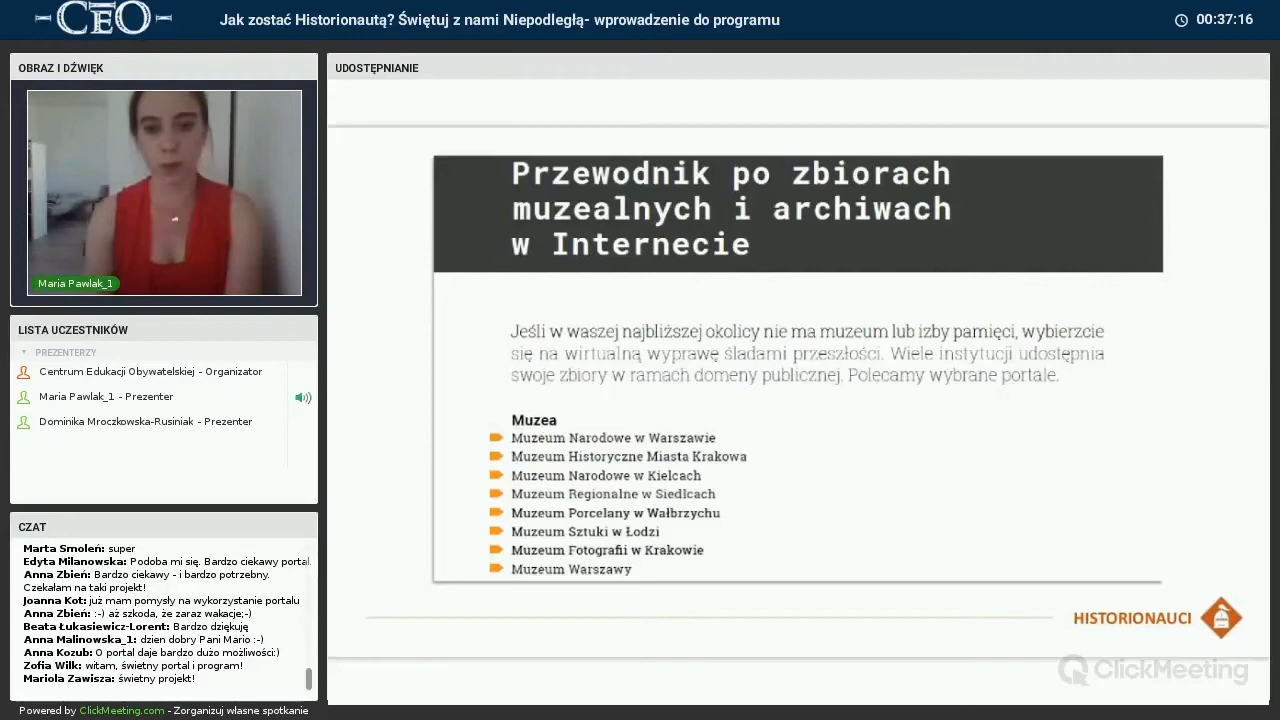 CEO
Jak zostać Historionautą? Świętuj z nami Niepodległą- wprowadzenie do programu
00:37:16
OBRAZ I DŹWIĘK
Maria Pawlak_1
LISTA UCZESTNIKÓW
PREZENTERZY
Centrum Edukacji Obywatelskiej - Organizator
Maria Pawlak_1 - Prezenter
Dominika Mroczkowska-Rusiniak - Prezenter
CZAT
Marta Smoleń: super
Edyta Milanowska: Podoba mi się. Bardzo ciekawy portal.
Anna Zbień: Bardzo ciekawy - i bardzo potrzebny.
Czekałam na taki projekt!
Joanna Kot: już mam pomysły na wykorzystanie portalu
Anna Zbień: :-) aż szkoda, że zaraz wakacje;-)
Beata Łukasiewicz-Lorent: Bardzo dziękuję
Anna Malinowska_1: dzien dobry Pani Mario :-)
Anna Kozub: O portal daje bardzo dużo możliwości:)
Zofia Wilk: witam, świetny portal i program!
Mariola Zawisza: świetny projekt!
Powered by ClickMeeting.com - Zorganizuj własne spotkanie
UDOSTĘPNIANIE
Przewodnik po zbiorach
muzealnych i archiwach
w Internecie
Jeśli w waszej najbliższej okolicy nie ma muzeum lub izby pamięci, wybierzcie
się na wirtualną wyprawę śladami przeszłości. Wiele instytucji udostępnia
swoje zbiory w ramach domeny publicznej. Polecamy wybrane portale.
Muzea
Muzeum Narodowe w Warszawie
Muzeum Historyczne Miasta Krakowa
Muzeum Narodowe w Kielcach
Muzeum Regionalne w Siedlcach
Muzeum Porcelany w Wałbrzychu
Muzeum Sztuki w Łodzi
Muzeum Fotografii w Krakowie
Muzeum Warszawy
HISTORIONAUCI
ClickMeeting